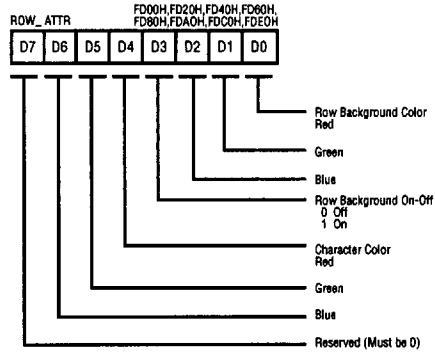 FD00H,FD20H,FD40H,FD60H,
ROW_ ATTR FD80H,FDA0H,FDC0H,FDE0H
D7 D6 D5 D4 D3 D2 D1 D0
Row Background Color
Red
Green
Blue
Row Background On-Off
0 Off
1 On
Character Color
Red
Green
Blue
Reserved (Must be 0)